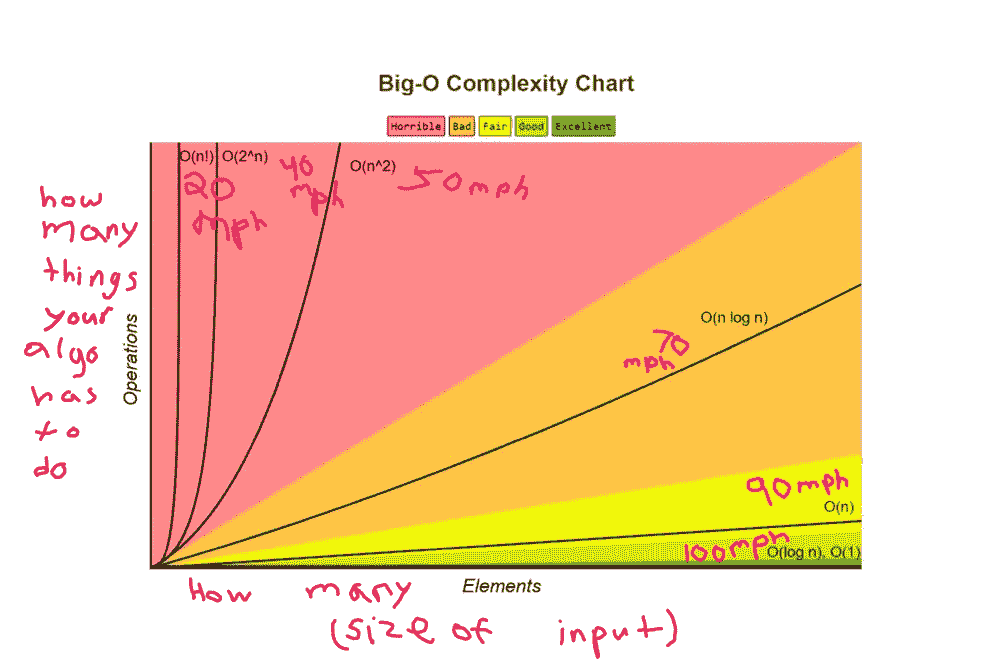 Big-O Complexity Chart
Horrible Bad Fair Good Excellent
O(n!) O(2^n) O(n^2)
20
mph
40
mph
50mph
how
many
things
your
algo
has
to
do
Operations
O(n log n)
70
mph
90mph
O(n)
100mph
O(log n), O(1)
Elements
How many
(size of input)